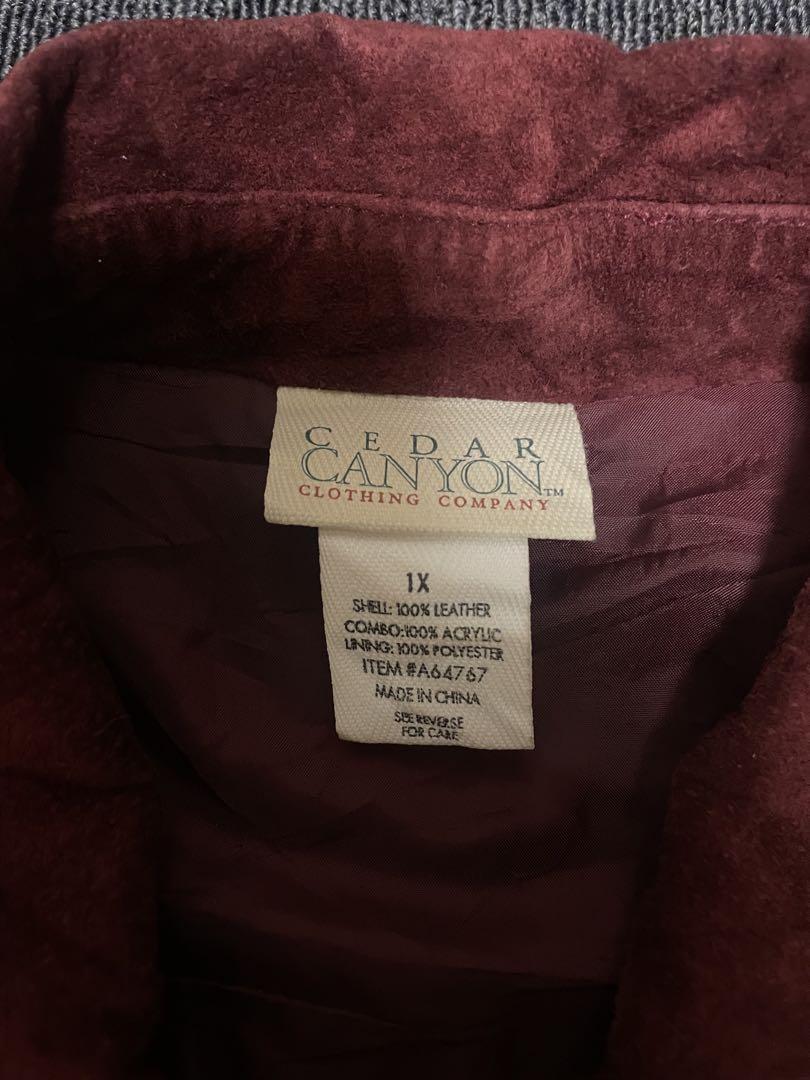 CEDAR
CANYON™
CLOTHING COMPANY
1X
SHELL: 100% LEATHER
COMBO:100% ACRYLIC
LINING: 100% POLYESTER
ITEM #A64767
MADE IN CHINA
SEE REVERSE
FOR CARE